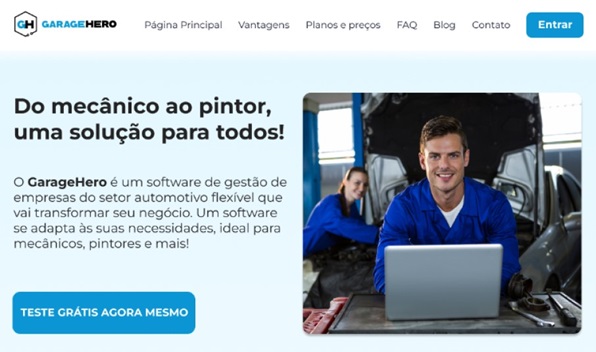 GH GARAGEHERO
Página Principal Vantagens Planos e preços FAQ Blog Contato Entrar
Do mecânico ao pintor,
uma solução para todos!
O GarageHero é um software de gestão de
empresas do setor automotivo flexível que
vai transformar seu negócio. Um software
se adapta às suas necessidades, ideal para
mecânicos, pintores e mais!
TESTE GRÁTIS AGORA MESMO